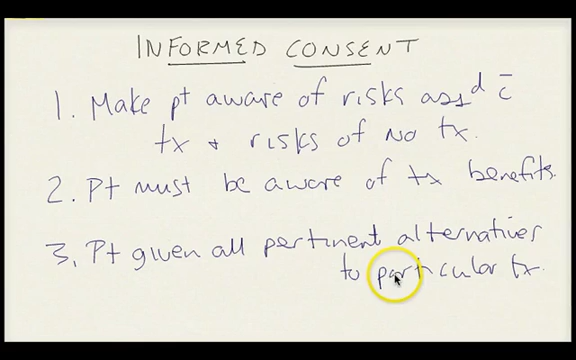 INFORMED CONSENT
1. Make pt aware of risks assd c̄
tx + risks of No tx.
2. Pt must be aware of tx benefits.
3, Pt given all pertinent alternatives
to particular tx.